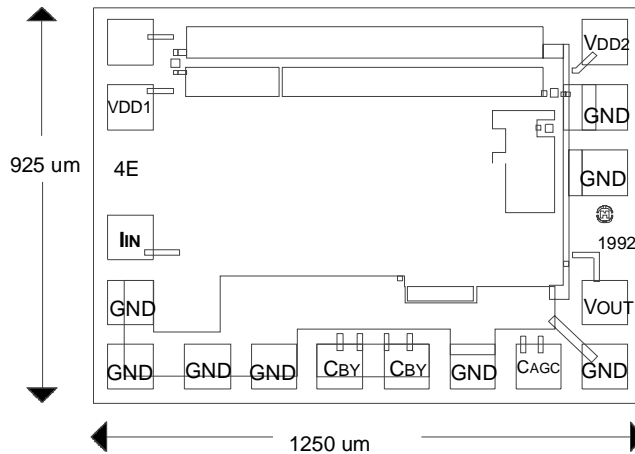 VDD2
VDD1
GND
925 um
4E
GND
IIN
1992
GND
VOUT
GND
GND
GND
CBY
CBY
GND
CAGC
GND
1250 um